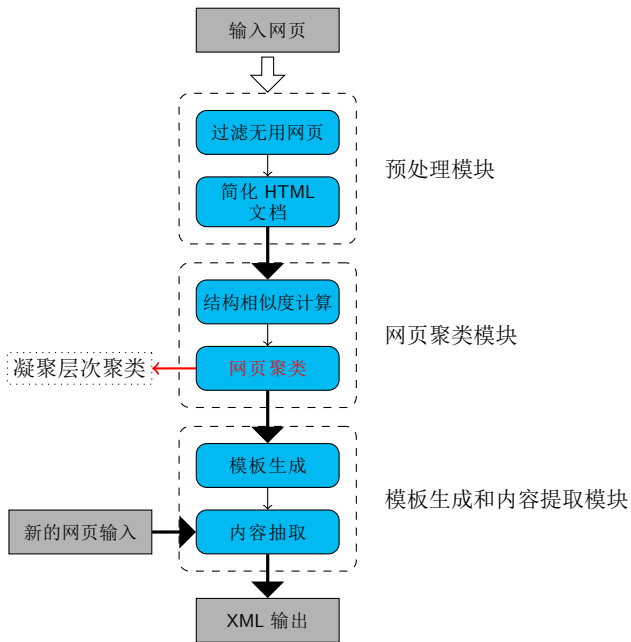 输入网页
过滤无用网页
预处理模块
简化 HTML
文档
结构相似度计算
网页聚类模块
凝聚层次聚类
网页聚类
模板生成
模板生成和内容提取模块
新的网页输入
内容抽取
XML 输出